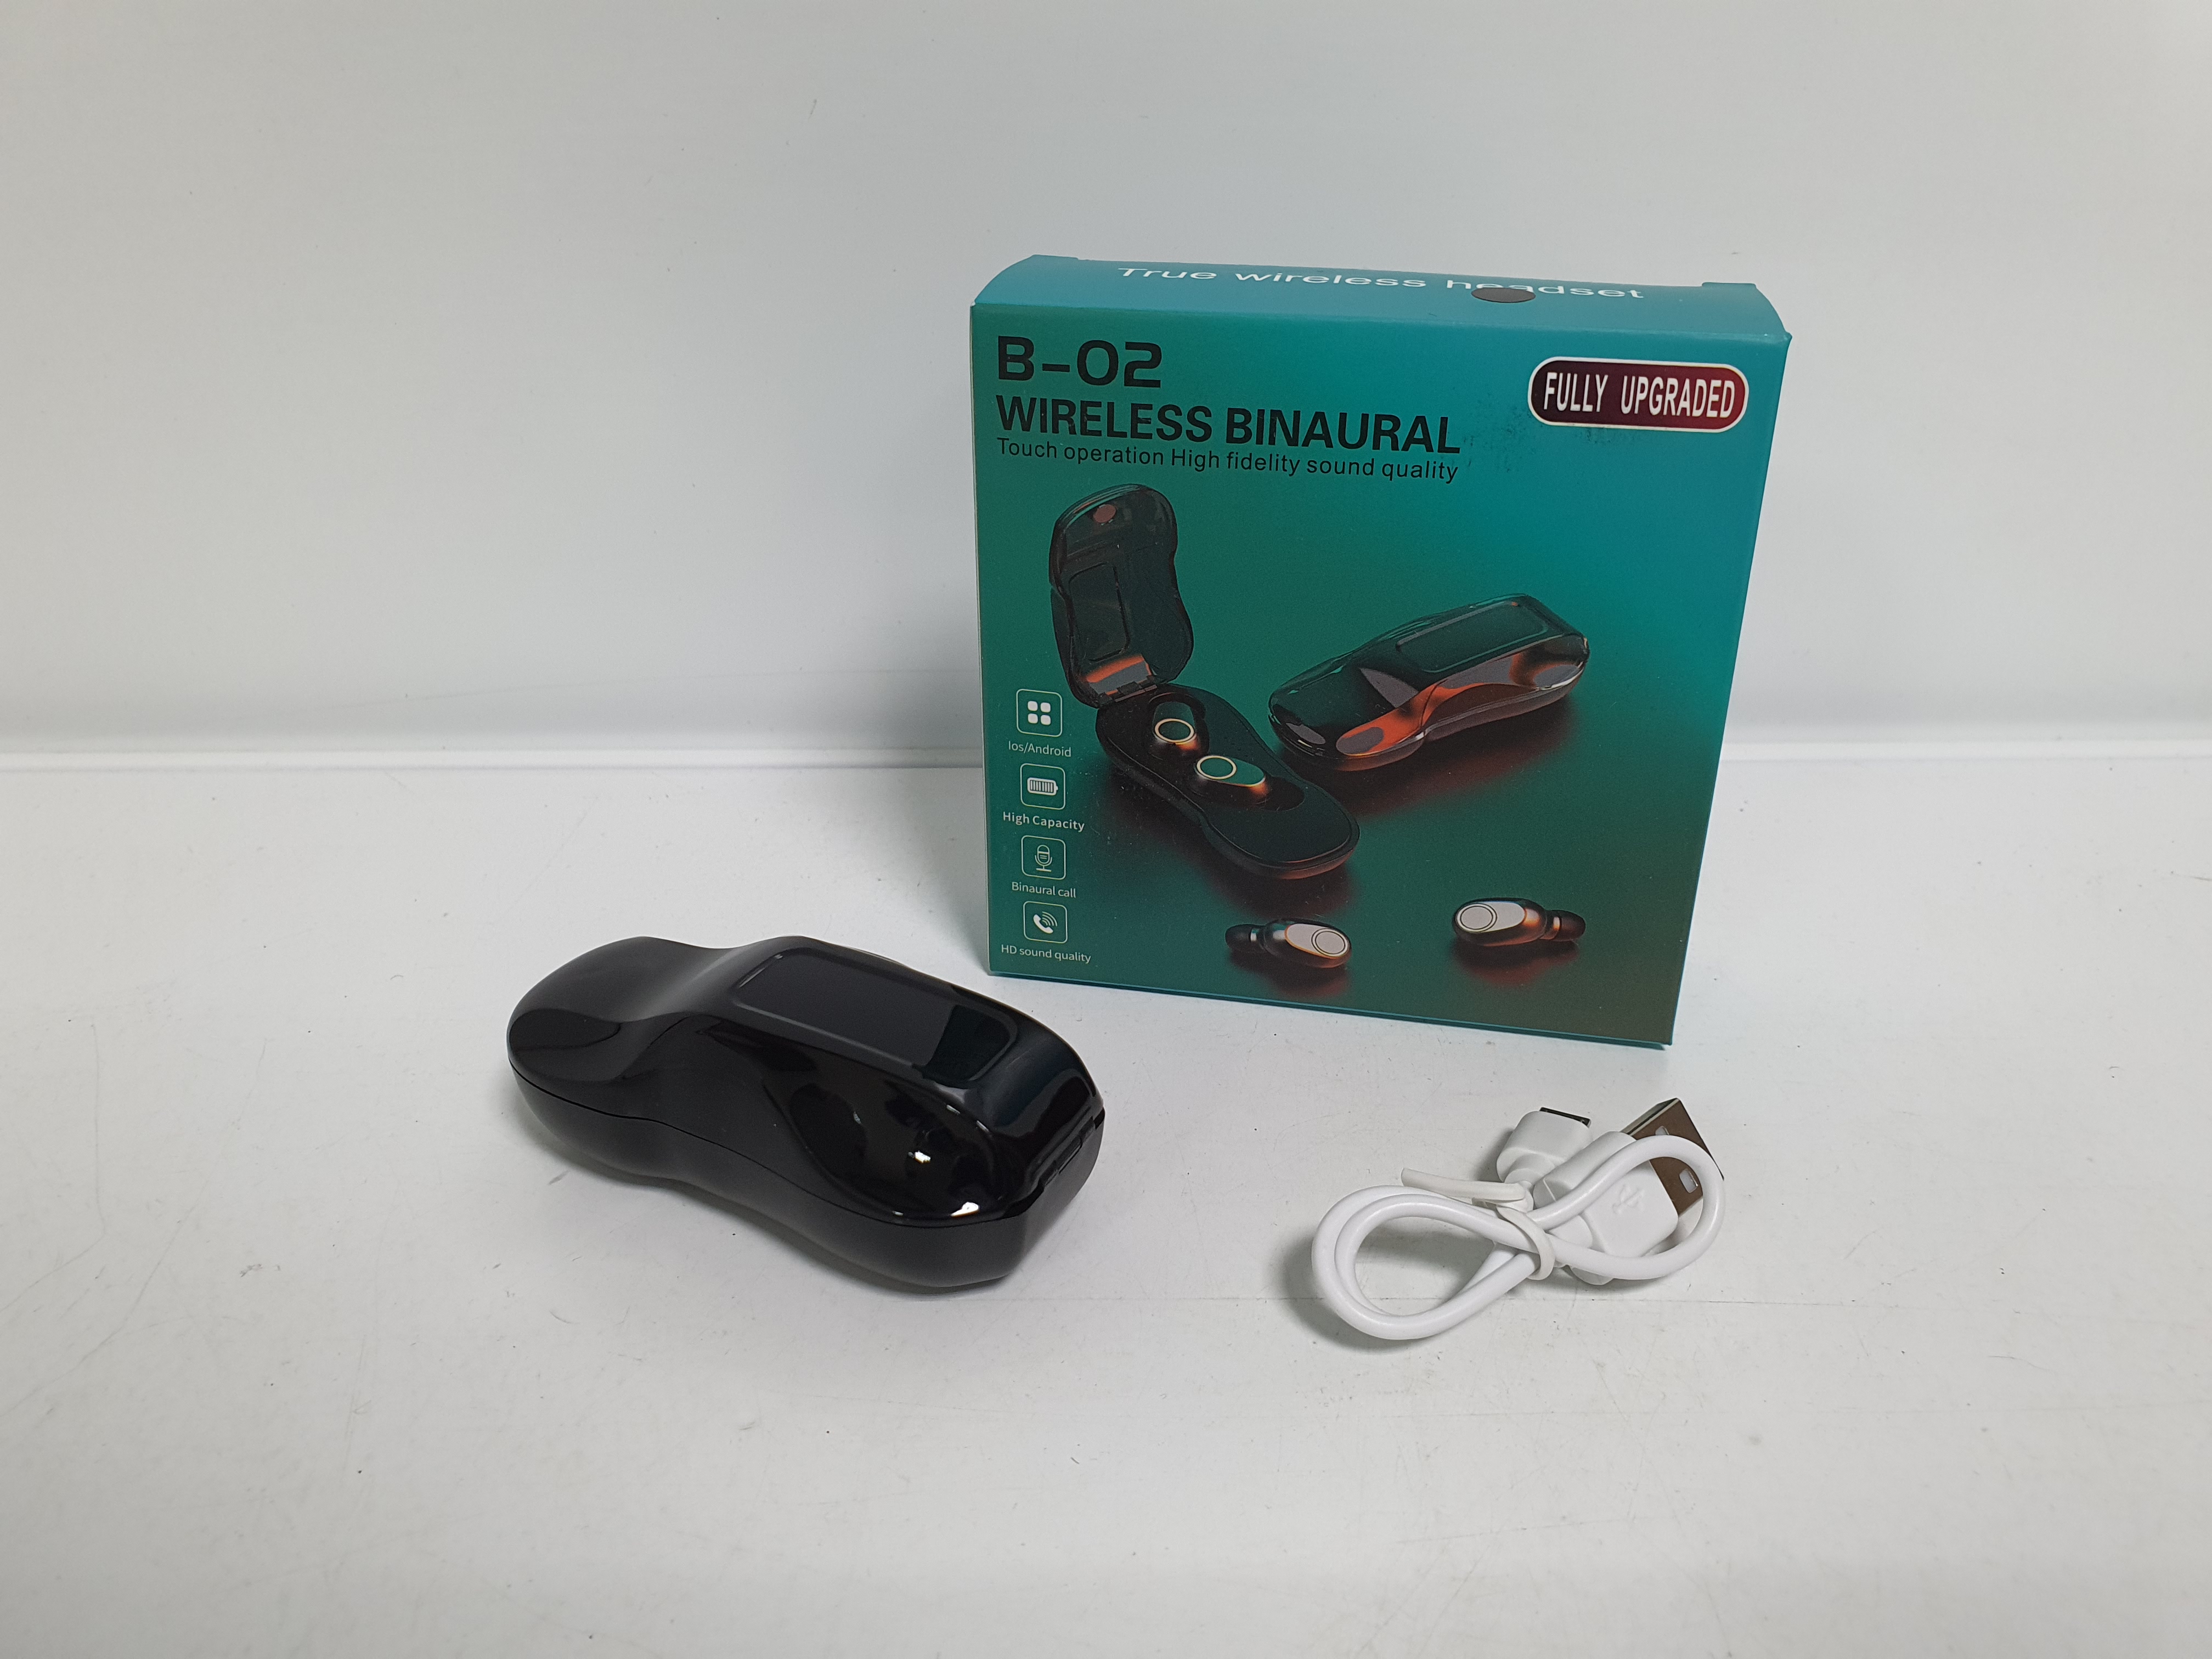 True wireless headset
B-02
FULLY UPGRADED
WIRELESS BINAURAL
Touch operation High fidelity sound quality
Ios/Android
High Capacity
Binaural call
HD sound quality